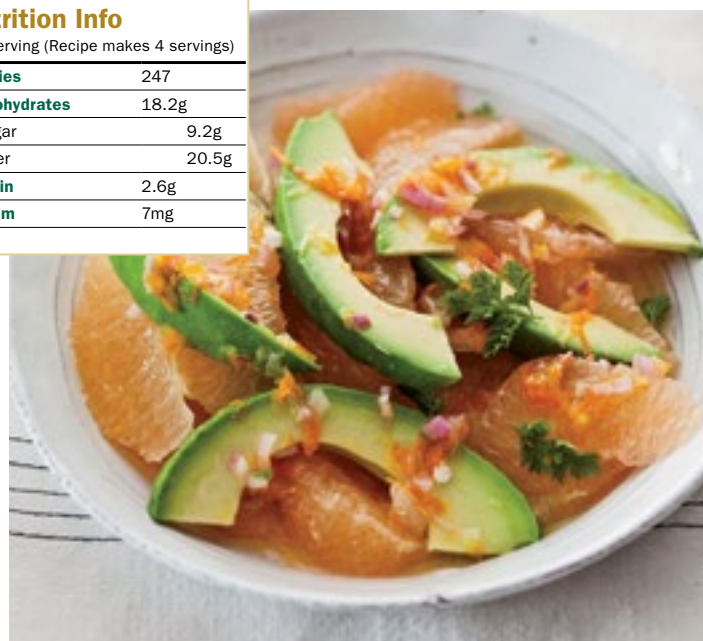 rition Info
erving (Recipe makes 4 servings)
ies 247
ohydrates 18.2g
gar 9.2g
er 20.5g
in 2.6g
m 7mg